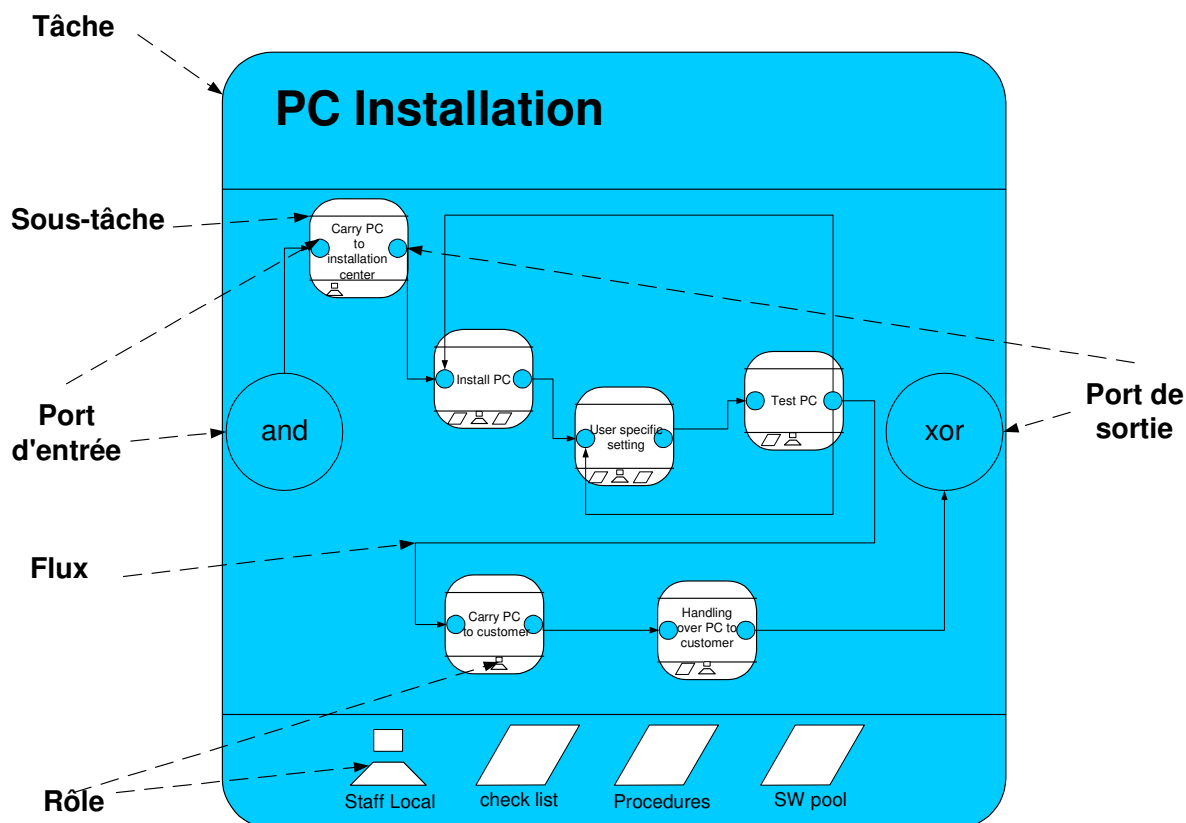 Tâche
PC Installation
Sous-tâche
Carry PC
to
installation
center
Install PC
Test PC
User specific
setting
Port
d'entrée
and
xor
Port de
sortie
Flux
Carry PC
to customer
Handling
over PC to
customer
Rôle
Staff Local
check list
Procedures
SW pool